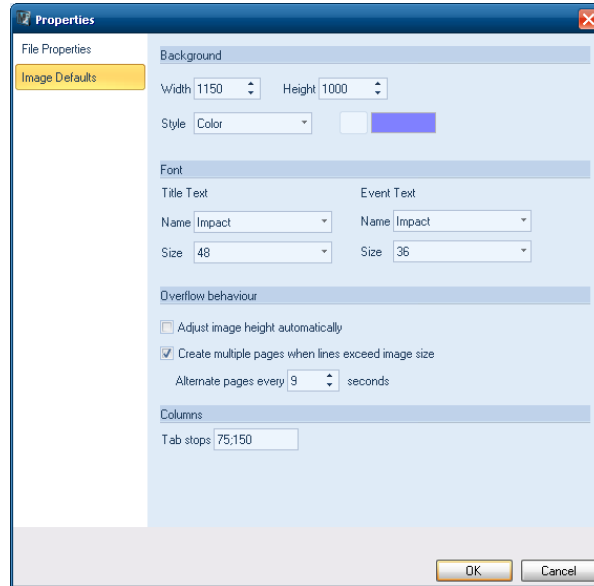 Properties
File Properties
Image Defaults
Background
Width 1150 Height 1000
Style Color
Font
Title Text Event Text
Name Impact Name Impact
Size 48 Size 36
Overflow behaviour
Adjust image height automatically
Create multiple pages when lines exceed image size
Alternate pages every 9 seconds
Columns
Tab stops 75;150
OK Cancel